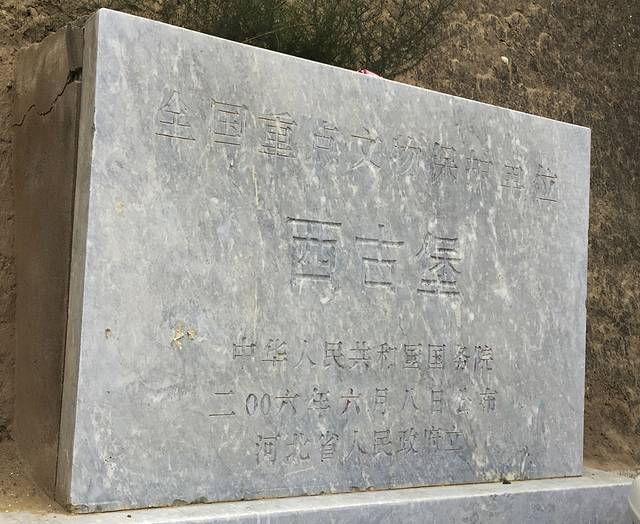 全国重点文物保护单位
西古堡
中华人民共和国国务院
二00六年六月八日公布
河北省人民政府立